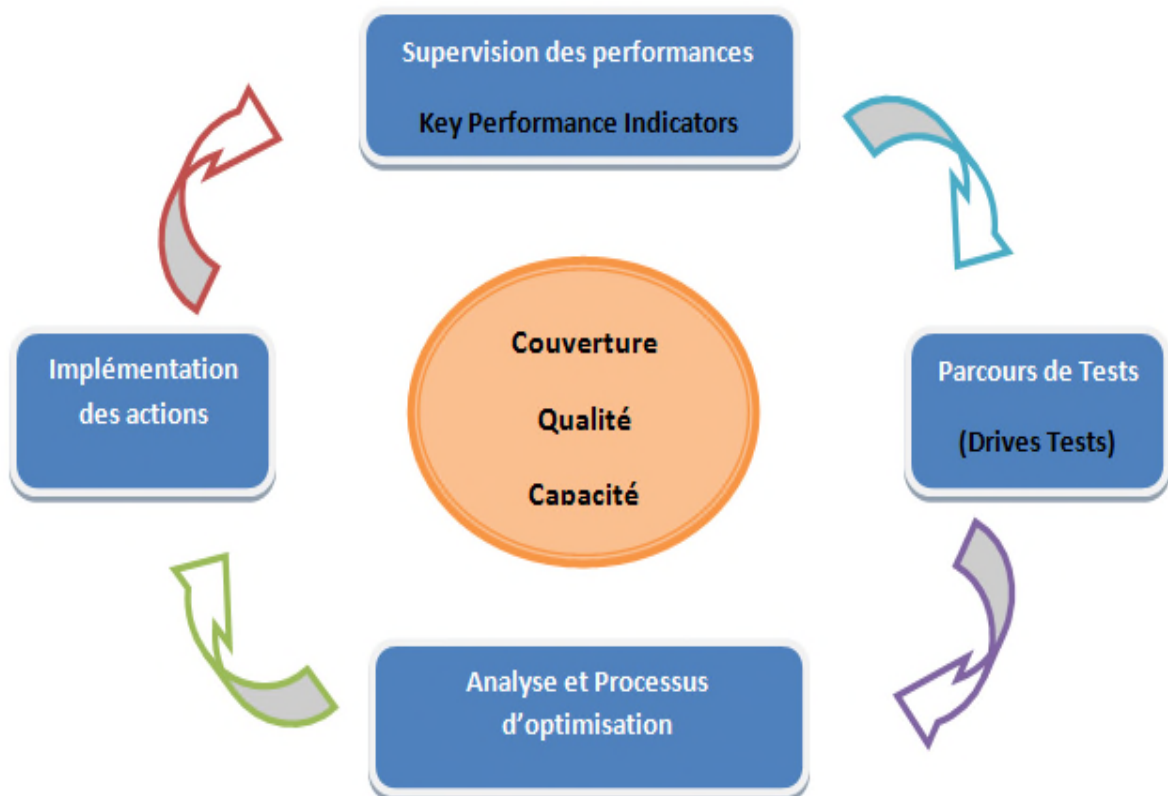 Supervision des performances
Key Performance Indicators
Implémentation
des actions
Couverture
Qualité
Capacité
Parcours de Tests
(Drives Tests)
Analyse et Processus
d'optimisation